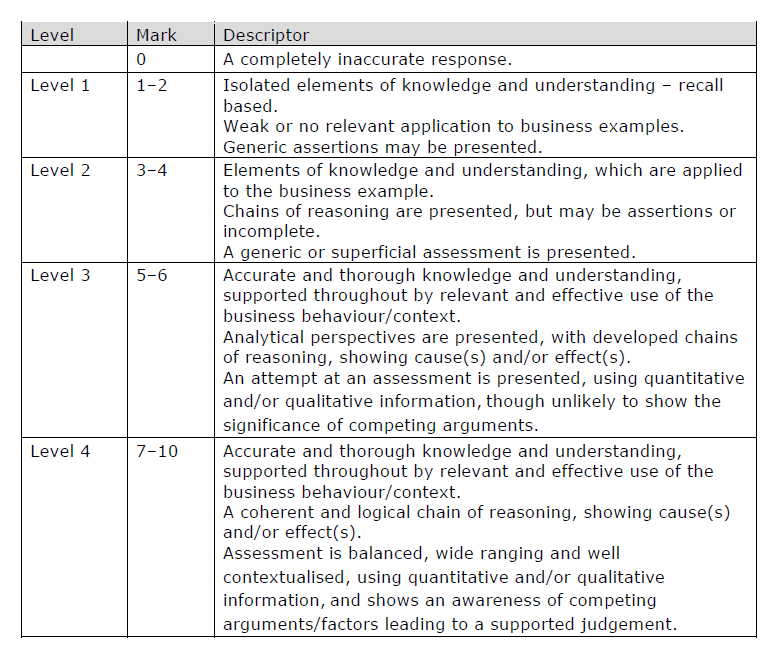 Level Mark Descriptor
0 A completely inaccurate response.
Level 1 1–2 Isolated elements of knowledge and understanding – recall
based.
Weak or no relevant application to business examples.
Generic assertions may be presented.
Level 2 3–4 Elements of knowledge and understanding, which are applied
to the business example.
Chains of reasoning are presented, but may be assertions or
incomplete.
A generic or superficial assessment is presented.
Level 3 5–6 Accurate and thorough knowledge and understanding,
supported throughout by relevant and effective use of the
business behaviour/context.
Analytical perspectives are presented, with developed chains
of reasoning, showing cause(s) and/or effect(s).
An attempt at an assessment is presented, using quantitative
and/or qualitative information, though unlikely to show the
significance of competing arguments.
Level 4 7–10 Accurate and thorough knowledge and understanding,
supported throughout by relevant and effective use of the
business behaviour/context.
A coherent and logical chain of reasoning, showing cause(s)
and/or effect(s).
Assessment is balanced, wide ranging and well
contextualised, using quantitative and/or qualitative
information, and shows an awareness of competing
arguments/factors leading to a supported judgement.